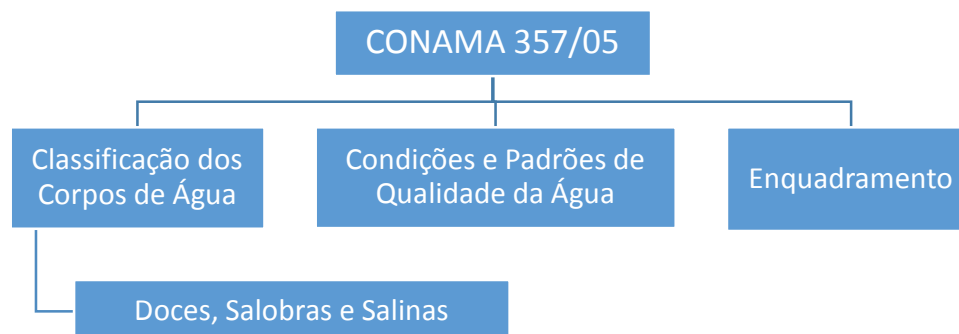 CONAMA 357/05
Classificação dos
Corpos de Água
Condições e Padrões de
Qualidade da Água
Enquadramento
Doces, Salobras e Salinas